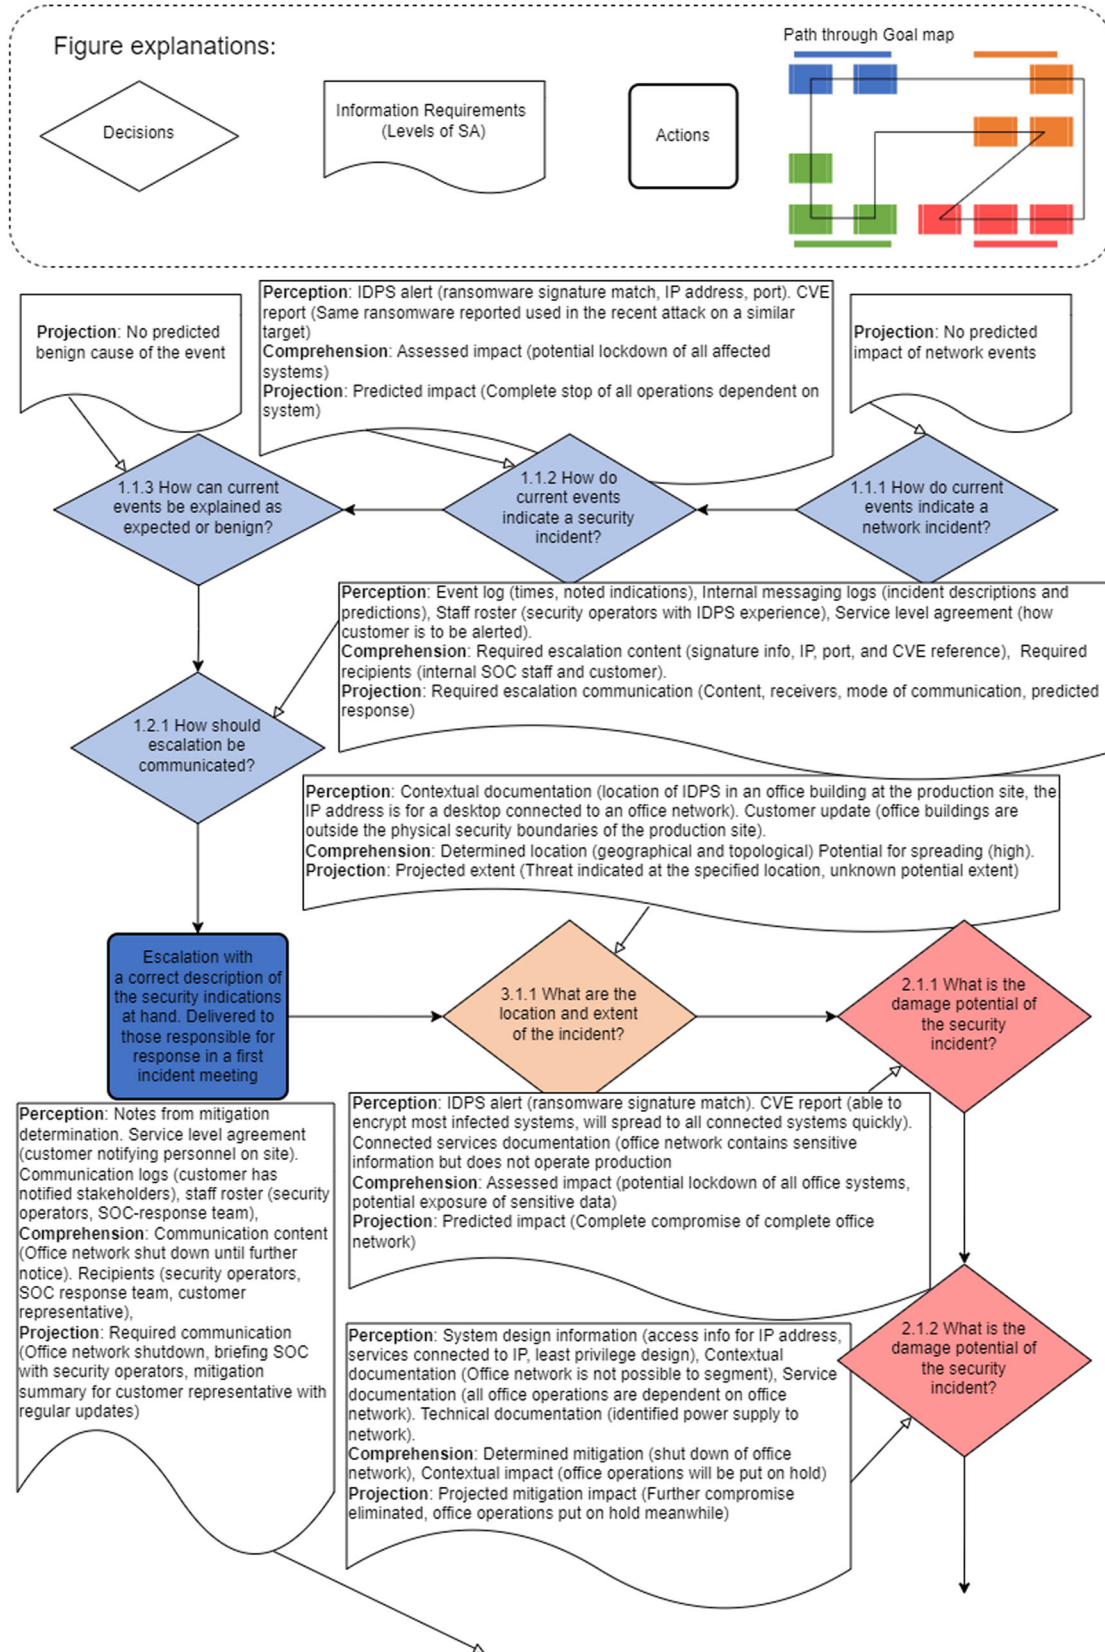 Figure explanations:
Path through Goal map
Decisions
Information Requirements
(Levels of SA)
Actions
Projection: No predicted
benign cause of the event
Perception: IDPS alert (ransomware signature match, IP address, port). CVE
report (Same ransomware reported used in the recent attack on a similar
target)
Comprehension: Assessed impact (potential lockdown of all affected
systems)
Projection: Predicted impact (Complete stop of all operations dependent on
system)
Projection: No predicted
impact of network events
1.1.3 How can current
events be explained as
expected or benign?
1.1.2 How do
current events
indicate a security
incident?
1.1.1 How do current
events indicate a
network incident?
Perception: Event log (times, noted indications), Internal messaging logs (incident descriptions and
predictions), Staff roster (security operators with IDPS experience), Service level agreement (how
customer is to be alerted).
Comprehension: Required escalation content (signature info, IP, port, and CVE reference), Required
recipients (internal SOC staff and customer).
Projection: Required escalation communication (Content, receivers, mode of communication, predicted
response)
1.2.1 How should
escalation be
communicated?
Perception: Contextual documentation (location of IDPS in an office building at the production site, the
IP address is for a desktop connected to an office network). Customer update (office buildings are
outside the physical security boundaries of the production site).
Comprehension: Determined location (geographical and topological) Potential for spreading (high).
Projection: Projected extent (Threat indicated at the specified location, unknown potential extent)
Escalation with
a correct description of
the security indications
at hand. Delivered to
those responsible for
response in a first
incident meeting
3.1.1 What are the
location and extent
of the incident?
2.1.1 What is the
damage potential of
the security
incident?
Perception: Notes from mitigation
determination. Service level agreement
(customer notifying personnel on site).
Communication logs (customer has
notified stakeholders), staff roster (security
operators, SOC-response team),
Comprehension: Communication content
(Office network shut down until further
notice). Recipients (security operators,
SOC response team, customer
representative),
Projection: Required communication
(Office network shutdown, briefing SOC
with security operators, mitigation
summary for customer representative with
regular updates)
Perception: IDPS alert (ransomware signature match). CVE report (able to
encrypt most infected systems, will spread to all connected systems quickly).
Connected services documentation (office network contains sensitive
information but does not operate production
Comprehension: Assessed impact (potential lockdown of all office systems,
potential exposure of sensitive data)
Projection: Predicted impact (Complete compromise of complete office
network)
Perception: System design information (access info for IP address,
services connected to IP, least privilege design), Contextual
documentation (Office network is not possible to segment), Service
documentation (all office operations are dependent on office
network). Technical documentation (identified power supply to
network).
Comprehension: Determined mitigation (shut down of office
network), Contextual impact (office operations will be put on hold)
Projection: Projected mitigation impact (Further compromise
eliminated, office operations put on hold meanwhile)
2.1.2 What is the
damage potential of
the security
incident?